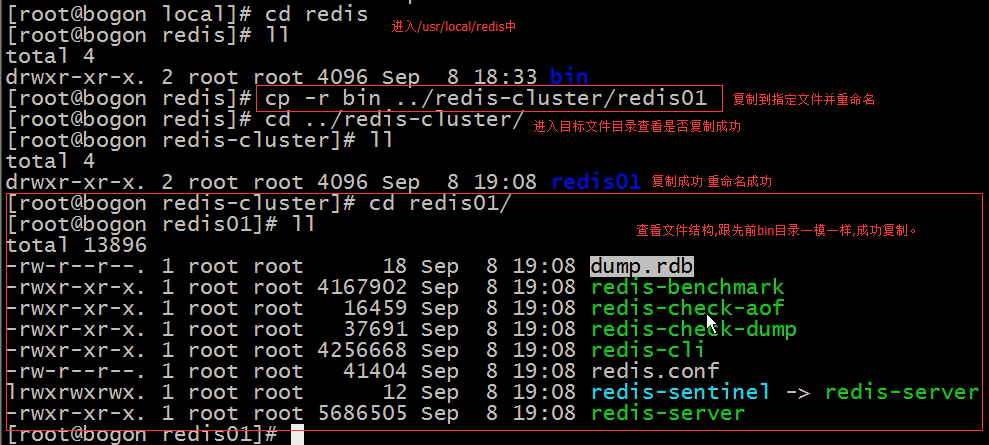 [root@bogon local]# cd redis
进入/usr/local/redis中
[root@bogon redis]# ll
total 4
drwxr-xr-x. 2 root root 4096 Sep  8 18:33 bin
[root@bogon redis]# cp -r bin ../redis-cluster/redis01 复制到指定文件并重命名
[root@bogon redis]# cd ../redis-cluster/ 进入目标文件目录查看是否复制成功
[root@bogon redis-cluster]# ll
total 4
drwxr-xr-x. 2 root root 4096 Sep  8 19:08 redis01 复制成功 重命名成功
[root@bogon redis-cluster]# cd redis01/
[root@bogon redis01]# ll 查看文件结构,跟先前bin目录一模一样,成功复制。
total 13896
-rw-r--r--. 1 root root      18 Sep  8 19:08 dump.rdb
-rwxr-xr-x. 1 root root 4167902 Sep  8 19:08 redis-benchmark
-rwxr-xr-x. 1 root root   16459 Sep  8 19:08 redis-check-aof
-rwxr-xr-x. 1 root root   37691 Sep  8 19:08 redis-check-dump
-rwxr-xr-x. 1 root root 4256668 Sep  8 19:08 redis-cli
-rw-r--r--. 1 root root   41404 Sep  8 19:08 redis.conf
lrwxrwxrwx. 1 root root      12 Sep  8 19:08 redis-sentinel -> redis-server
-rwxr-xr-x. 1 root root 5686505 Sep  8 19:08 redis-server
[root@bogon redis01]#